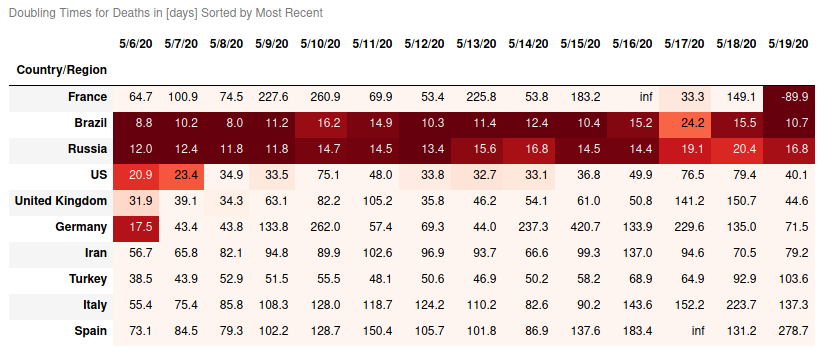 Doubling Times for Deaths in [days] Sorted by Most Recent
5/6/20 5/7/20 5/8/20 5/9/20 5/10/20 5/11/20 5/12/20 5/13/20 5/14/20 5/15/20 5/16/20 5/17/20 5/18/20 5/19/20
Country/Region
France 64.7 100.9 74.5 227.6 260.9 69.9 53.4 225.8 53.8 183.2 inf 33.3 149.1 -89.9
Brazil 8.8 10.2 8.0 11.2 16.2 14.9 10.3 11.4 12.4 10.4 15.2 24.2 15.5 10.7
Russia 12.0 12.4 11.8 11.8 14.7 14.5 13.4 15.6 16.8 14.5 14.4 19.1 20.4 16.8
US 20.9 23.4 34.9 33.5 75.1 48.0 33.8 32.7 33.1 36.8 49.9 76.5 79.4 40.1
United Kingdom 31.9 39.1 34.3 63.1 82.2 105.2 35.8 46.2 54.1 61.0 50.8 141.2 150.7 44.6
Germany 17.5 43.4 43.8 133.8 262.0 57.4 69.3 44.0 237.3 420.7 133.9 229.6 135.0 71.5
Iran 56.7 65.8 82.1 94.8 89.9 102.6 96.9 93.7 66.6 99.3 137.0 94.6 70.5 79.2
Turkey 38.5 43.9 52.9 51.5 55.5 48.1 50.6 46.9 50.2 58.2 68.9 64.9 92.9 103.6
Italy 55.4 75.4 85.8 108.3 128.0 118.7 124.2 110.2 82.6 90.2 143.6 152.2 223.7 137.3
Spain 73.1 84.5 79.3 102.2 128.7 150.4 105.7 101.8 86.9 137.6 183.4 inf 131.2 278.7